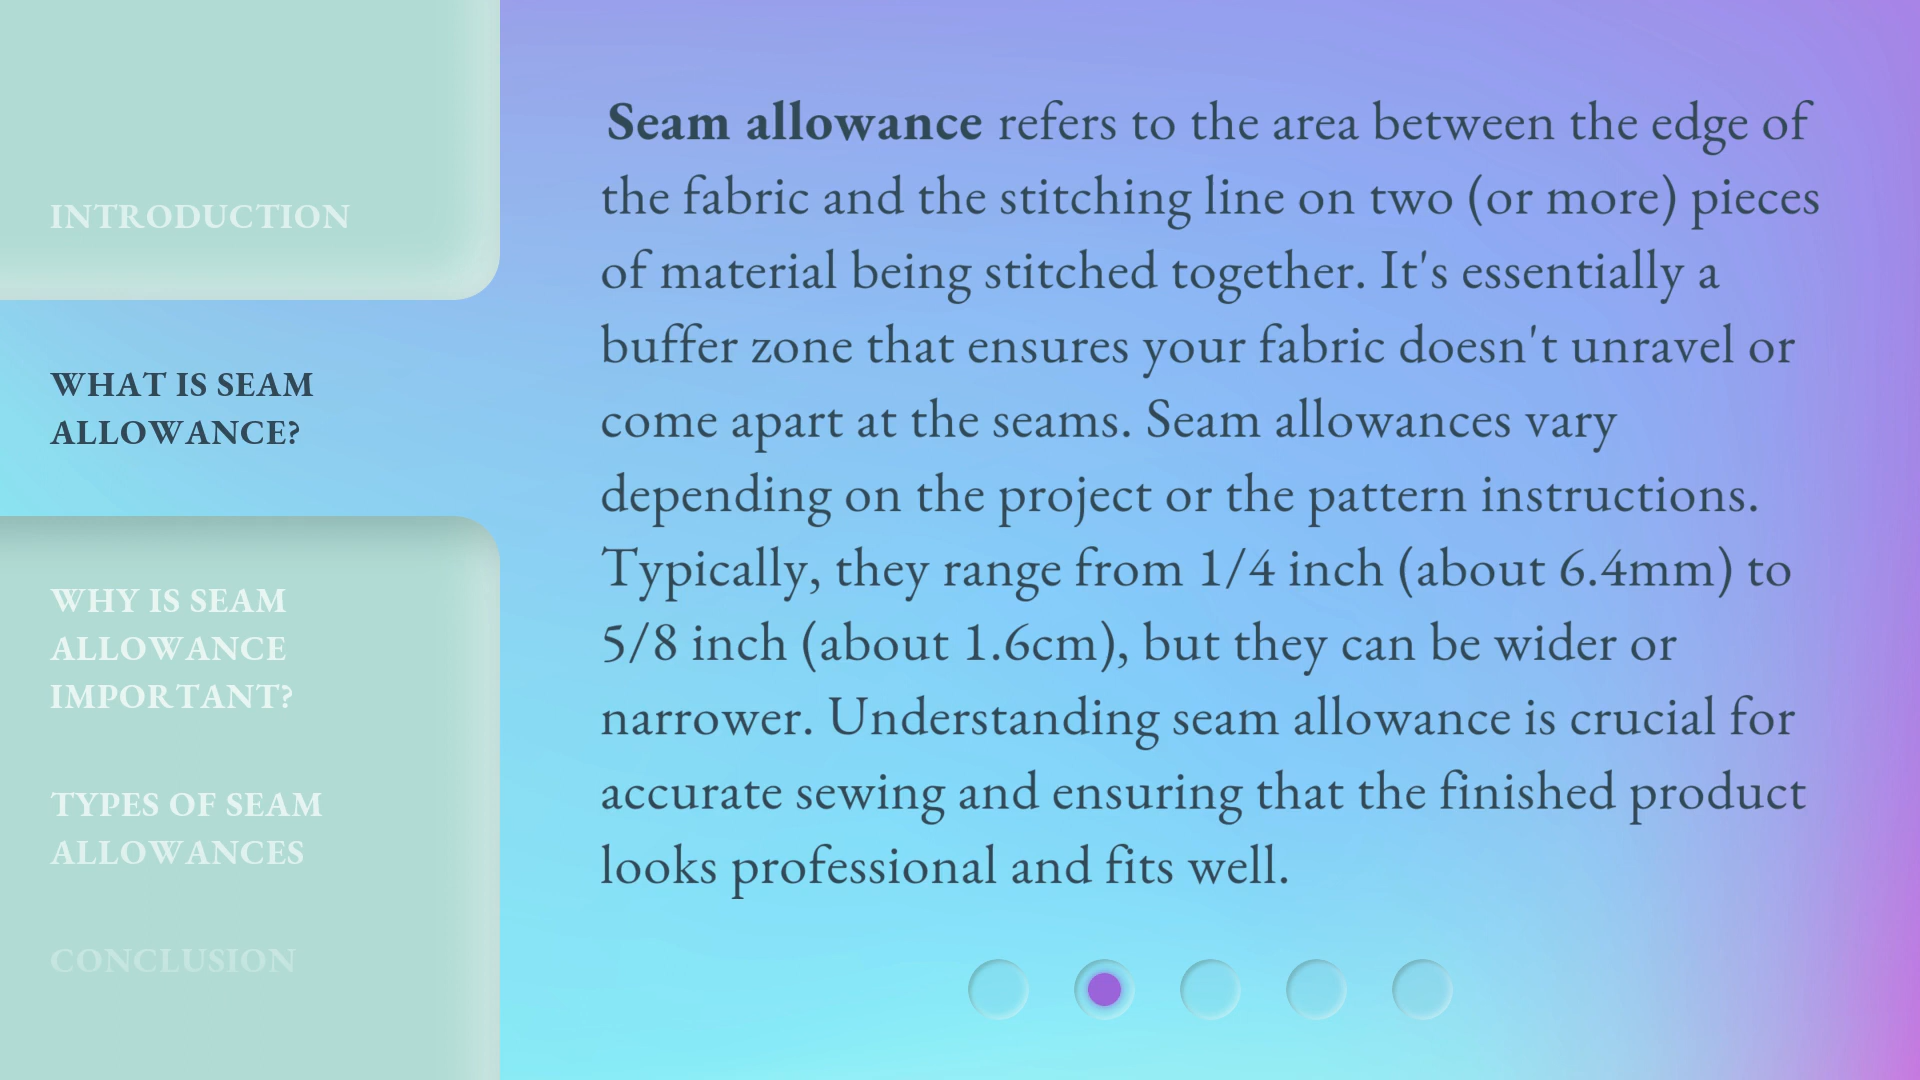 INTRODUCTION
WHAT IS SEAM
ALLOWANCE?
WHY IS SEAM
ALLOWANCE
IMPORTANT?
TYPES OF SEAM
ALLOWANCES
CONCLUSION
Seam allowance refers to the area between the edge of
the fabric and the stitching line on two (or more) pieces
of material being stitched together. It's essentially a
buffer zone that ensures your fabric doesn't unravel or
come apart at the seams. Seam allowances vary
depending on the project or the pattern instructions.
Typically, they range from 1/4 inch (about 6.4mm) to
5/8 inch (about 1.6cm), but they can be wider or
narrower. Understanding seam allowance is crucial for
accurate sewing and ensuring that the finished product
looks professional and fits well.